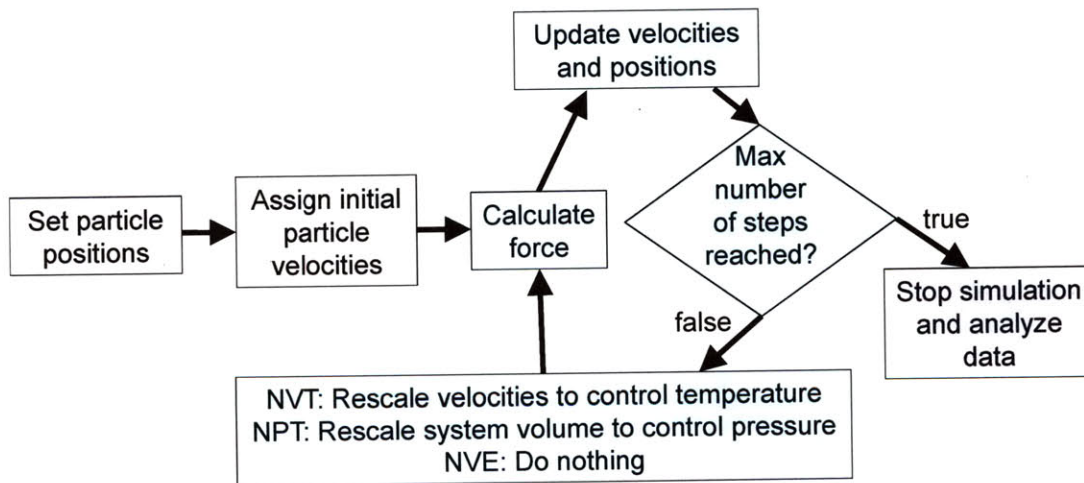 Set particle
positions
Assign initial
particle
velocities
Calculate
force
Update velocities
and positions
Max
number
of steps
reached?
true
Stop simulation
and analyze
data
false
NVT: Rescale velocities to control temperature
NPT: Rescale system volume to control pressure
NVE: Do nothing